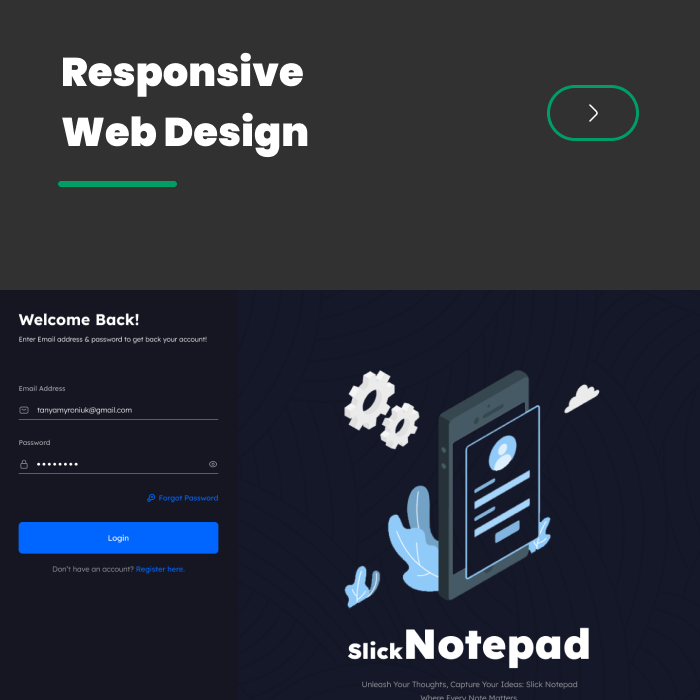 Responsive
Web Design
Welcome Back!
Enter Email address & password to get back your account!
Email Address
tanyamyroniuk@gmail.com
Password
••••••••
Forgot Password
Login
Don't have an account? Register here.
Slick Notepad
Unleash Your Thoughts, Capture Your Ideas: Slick Notepad
Where Every Note Matters